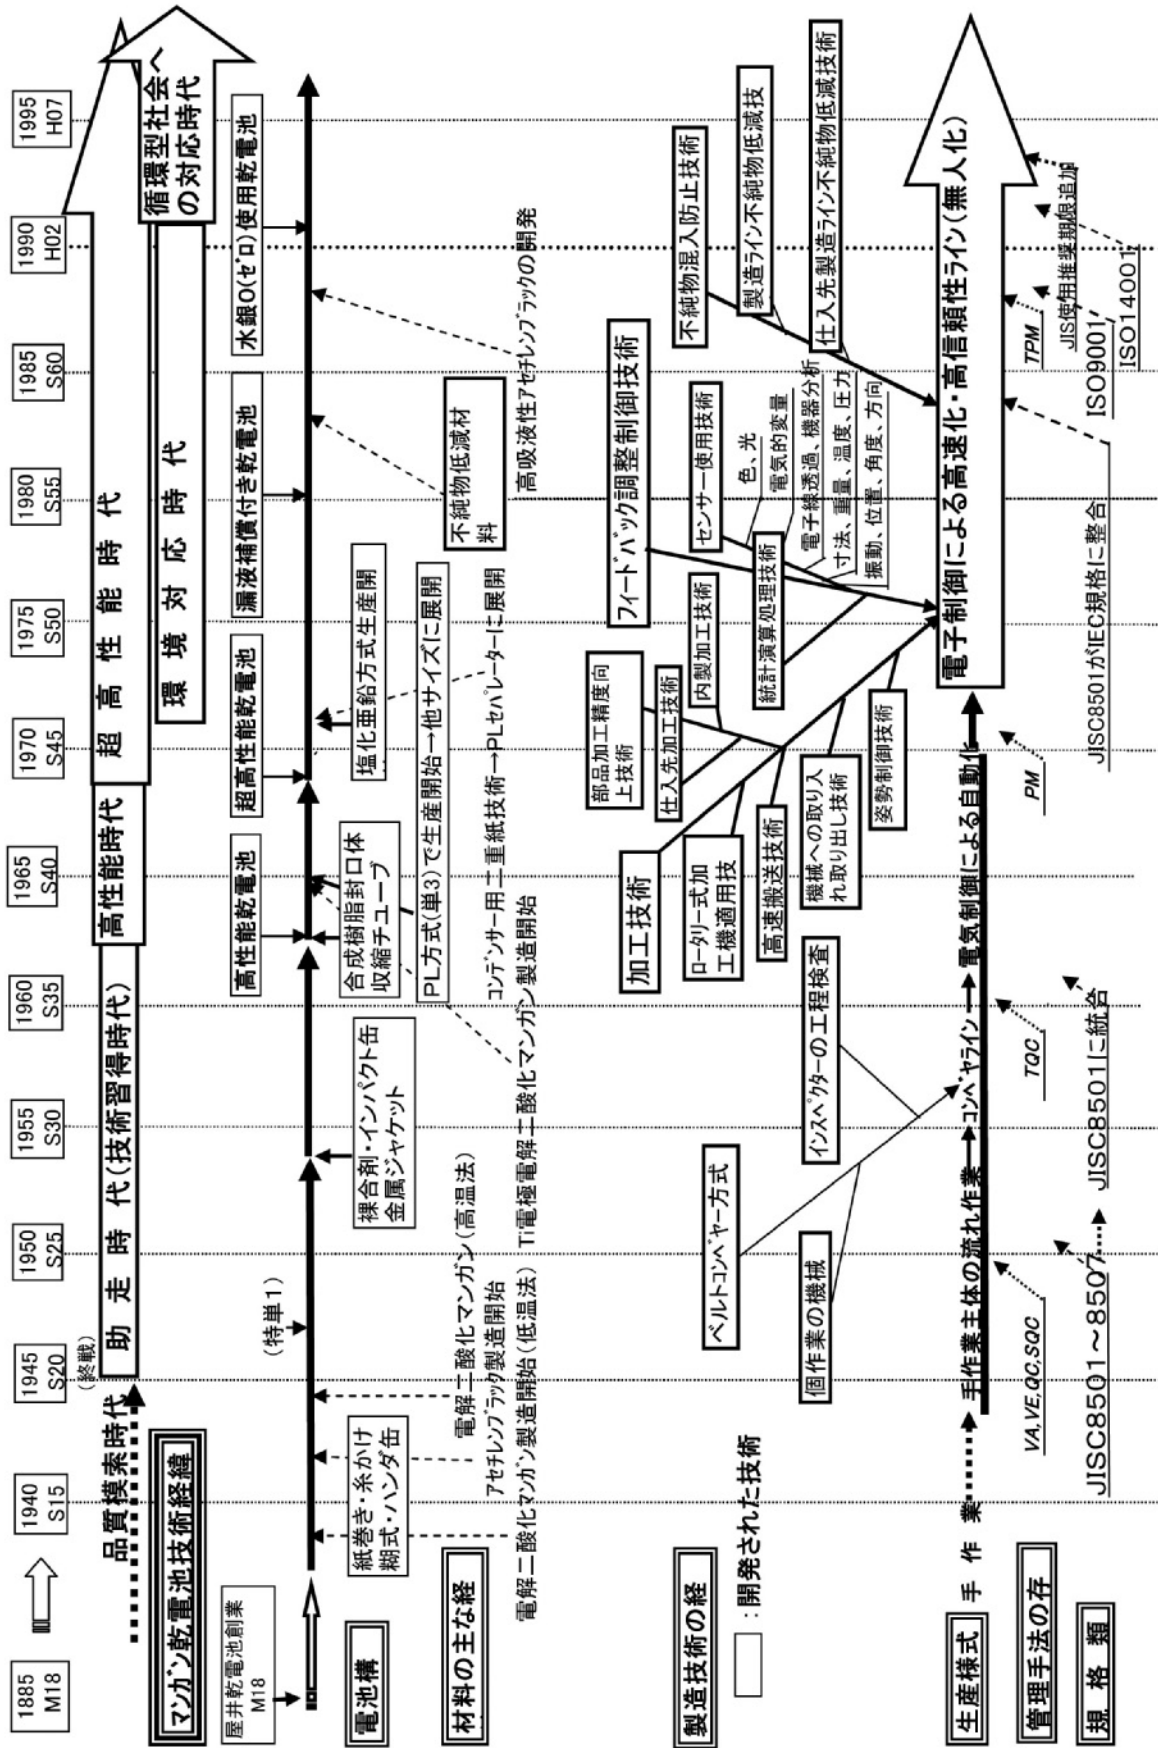 1885
M18
1940
S15
1945
S20
(終戦)
1950
S25
1955
S30
1960
S35
1965
S40
1970
S45
1975
S50
1980
S55
1985
S60
1990
H02
1995
H07
品質模索時代
助走時代(技術習得時代)
高性能時代
超高性能時代
環境対応時代
循環型社会へ
の対応時代
マンガン乾電池技術経緯
屋井乾電池創業
M18
(特単1)
高性能乾電池
超高性能乾電池
漏液補償付き乾電池
水銀0(ゼロ)使用乾電池
電池構
紙巻き・糸かけ
糊式・ハンダ缶
裸合剤・インパクト缶
金属ジャケット
合成樹脂封口体
収縮チューブ
塩化亜鉛方式生産開
PL方式(単3)で生産開始→他サイズに展開
材料の主な経
電解二酸化マンガン(高温法)
アセチレンブラック製造開始
電解二酸化マンガン製造開始(低温法)
Ti電極電解二酸化マンガン製造開始
コンデンサー用二重紙技術→PLセパレーターに展開
不純物低減材
料
高吸液性アセチレンブラックの開発
製造技術の経
:開発された技術
ベルトコンベヤー方式
個作業の機械
インスペクターの工程検査
加工技術
ロータリー式加
工機適用技
高速搬送技術
機械への取り入
れ取り出し技術
姿勢制御技術
部品加工精度向
上技術
仕入先加工技術
内製加工技術
フィードバック調整制御技術
センサー使用技術
統計演算処理技術
色、光
電気的変量
電子線透過、機器分析
寸法、重量、温度、圧力
振動、位置、角度、方向
不純物混入防止技術
製造ライン不純物低減技
仕入先製造ライン不純物低減技術
生産様式
手作業
手作業主体の流れ作業
コンベヤライン
電気制御による自動化
電子制御による高速化・高信頼性ライン(無人化)
管理手法の存
VA,VE,QC,SQC
TQC
PM
TPM
JIS使用推奨期限追加
規格類
JISC8501~8507
JISC8501に統合
JISC8501がIEC規格に整合
ISO9001
ISO14001